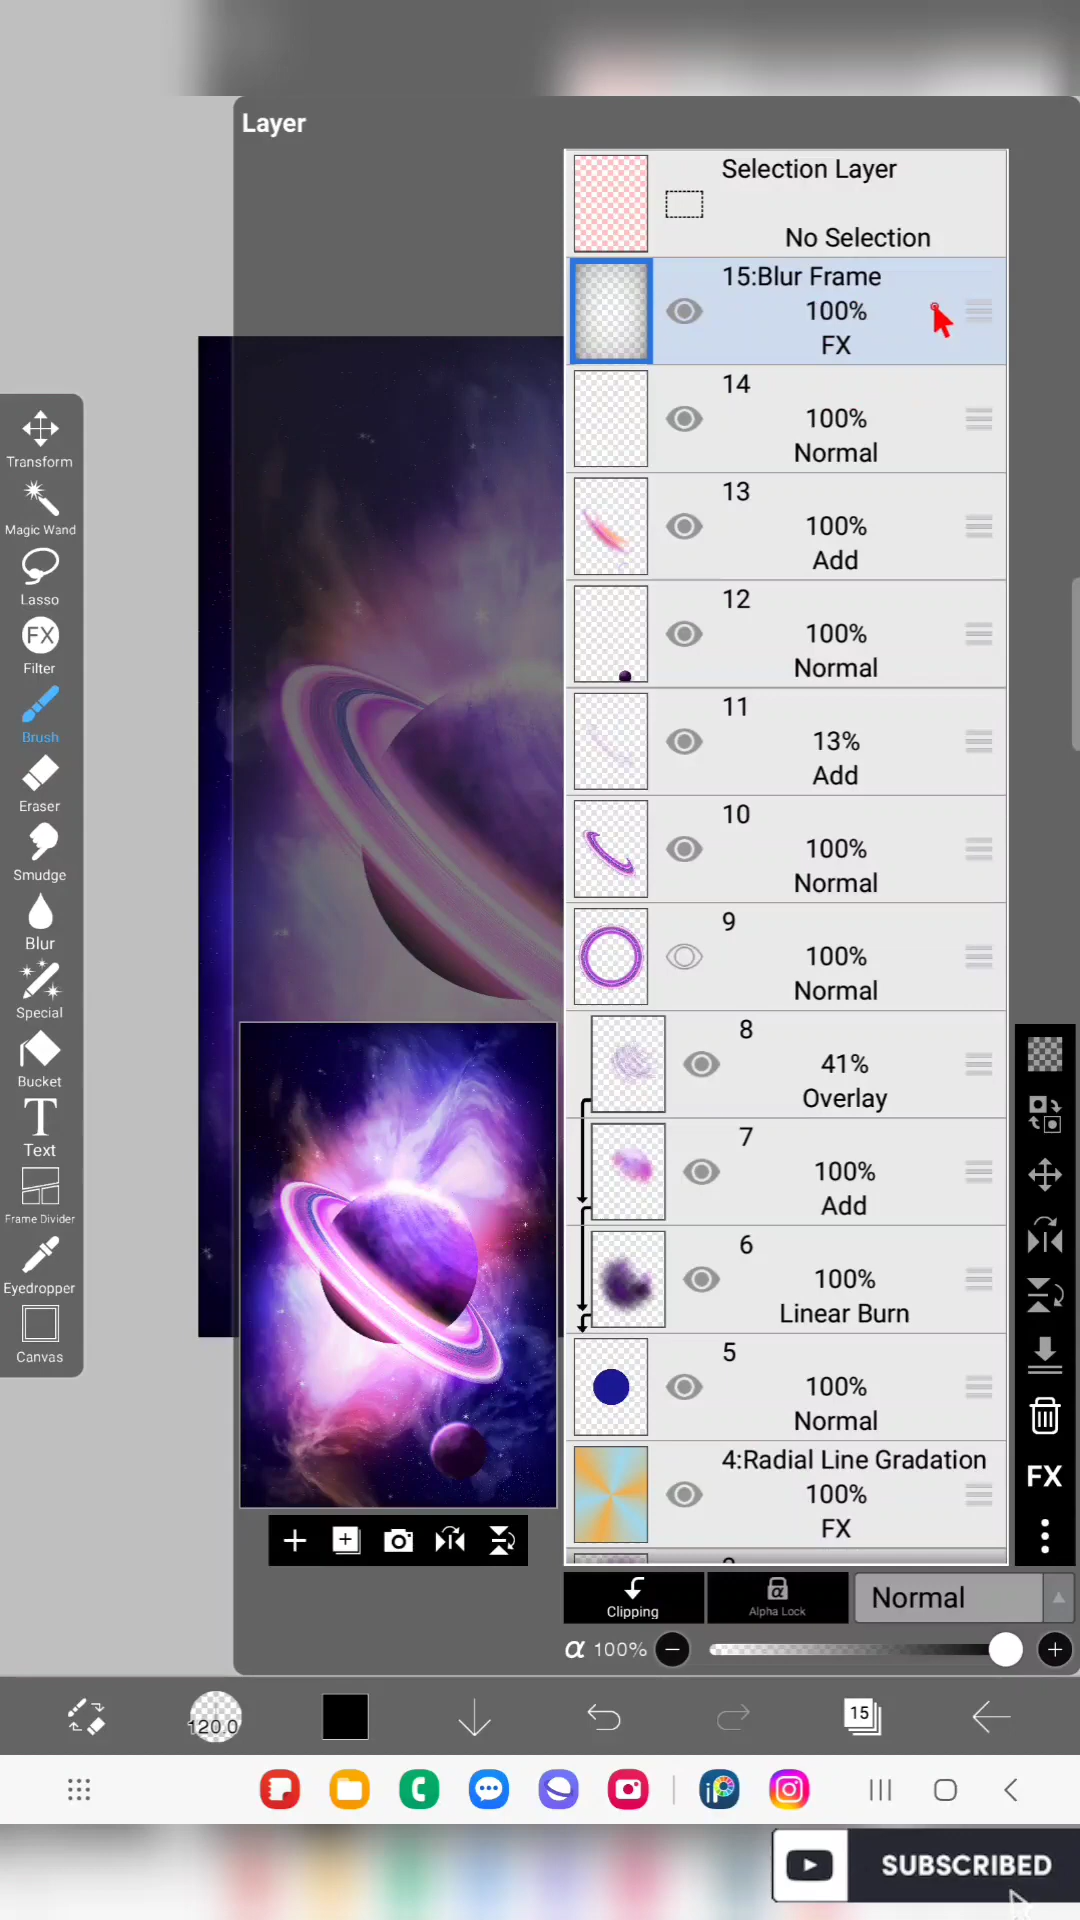 Layer
Selection Layer
No Selection
15:Blur Frame
100%
FX
14
100%
Normal
13
100%
Add
12
100%
Normal
11
13%
Add
10
100%
Normal
9
100%
Normal
8
41%
Overlay
7
100%
Add
6
100%
Linear Burn
5
100%
Normal
4:Radial Line Gradation
100%
FX
Transform
Magic Wand
Lasso
FX
Filter
Brush
Eraser
Smudge
Blur
Special
Bucket
T
Text
Frame Divider
Eyedropper
Canvas
FX
Clipping
α
Alpha Lock
Normal
α 100%
120.0
15
iP
SUBSCRIBED